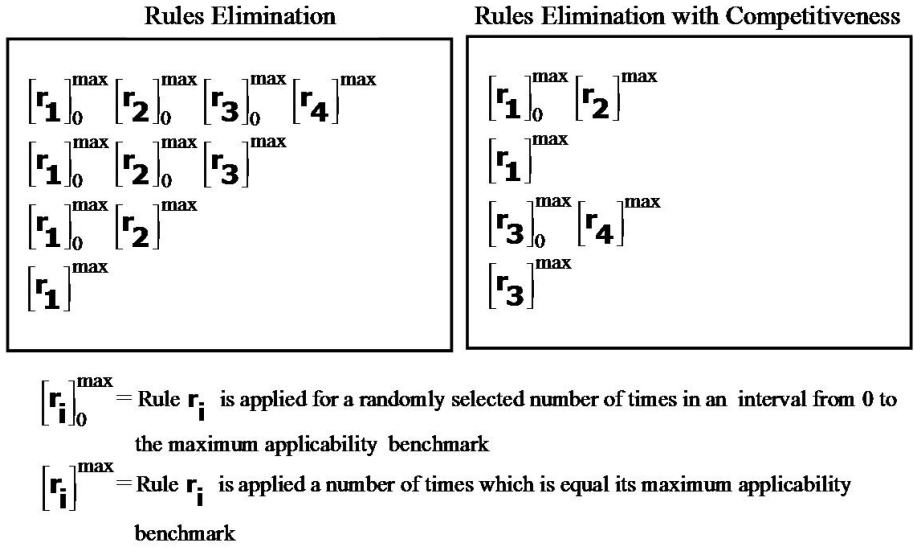 Rules Elimination
[r1]0max [r2]0max [r3]0max [r4]max
[r1]0max [r2]0max [r3]max
[r1]0max [r2]max
[r1]max
Rules Elimination with Competitiveness
[r1]0max [r2]max
[r1]max
[r3]0max [r4]max
[r3]max
[ri]0max = Rule ri is applied for a randomly selected number of times in an interval from 0 to
the maximum applicability benchmark
[ri]max = Rule ri is applied a number of times which is equal its maximum applicability
benchmark